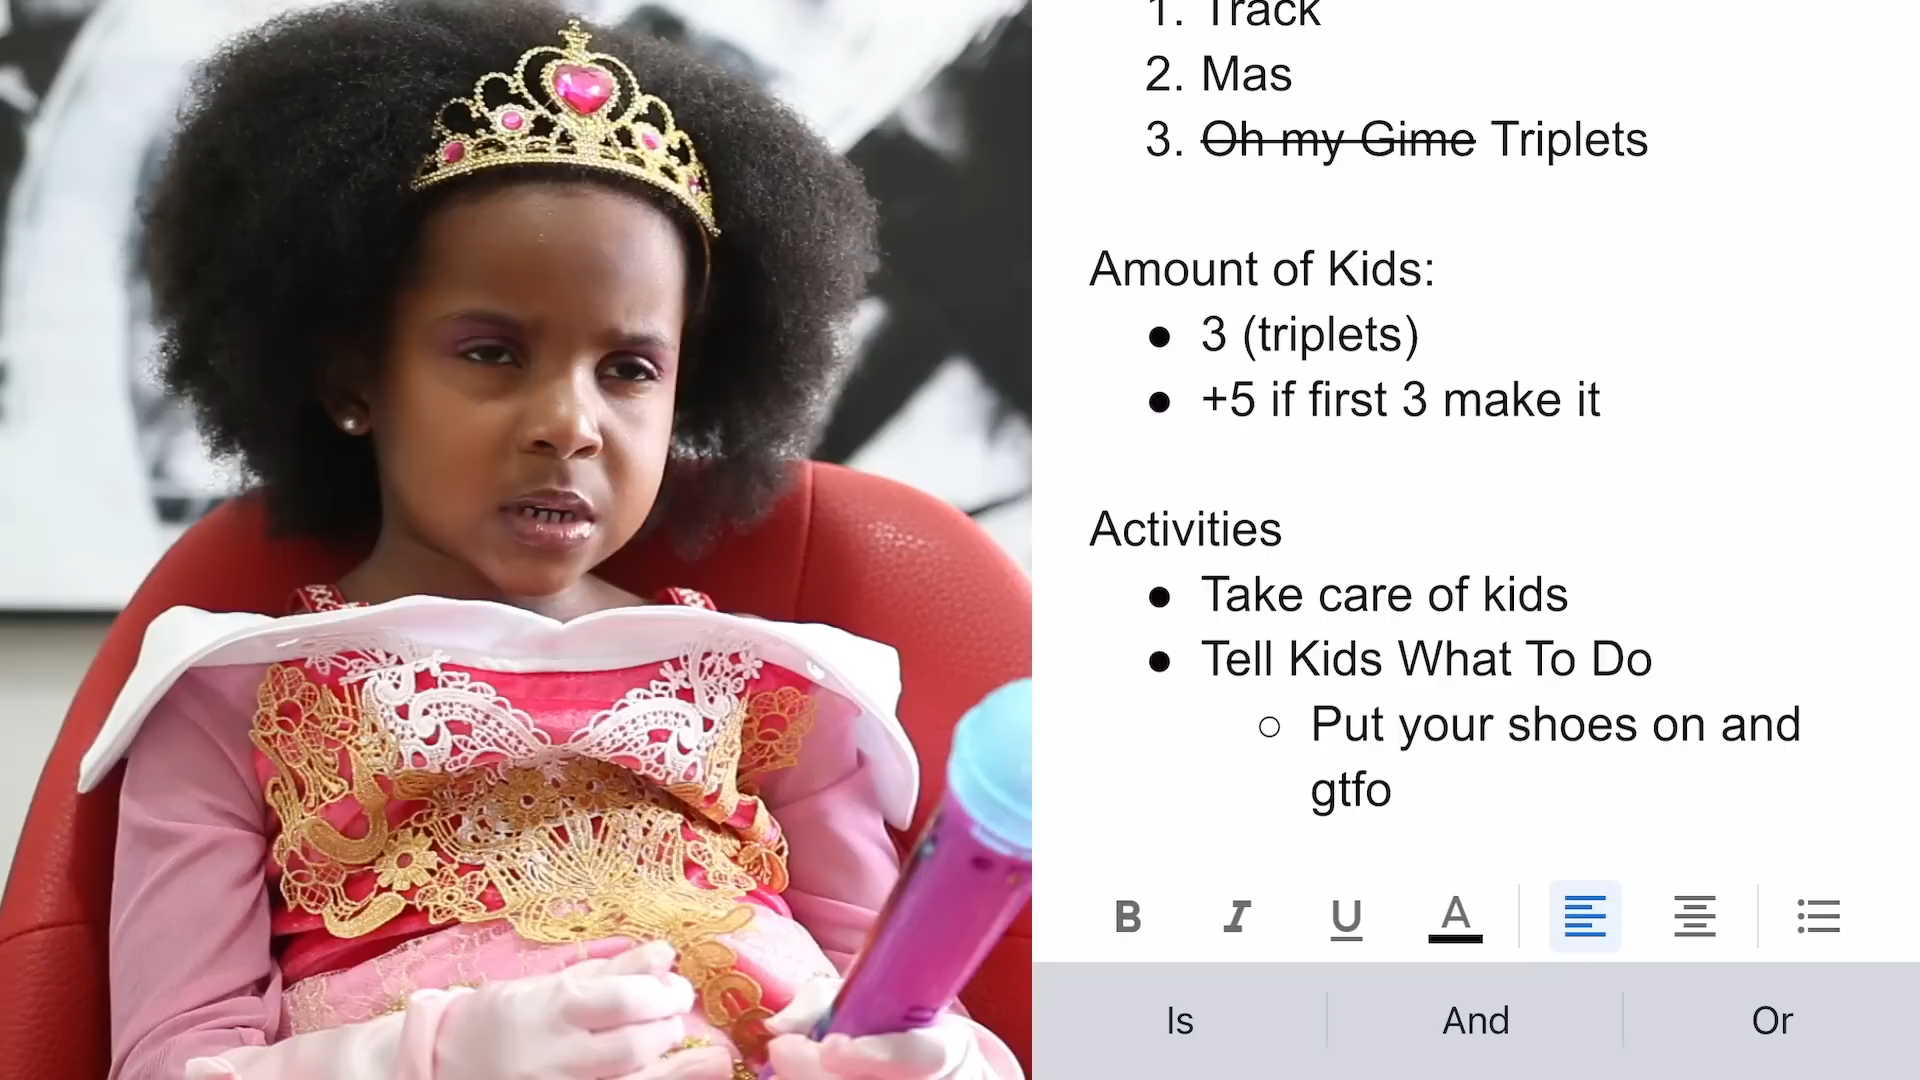 1. Track
2. Mas
3. Oh my Gime Triplets
Amount of Kids:
● 3 (triplets)
● +5 if first 3 make it
Activities
● Take care of kids
● Tell Kids What To Do
○ Put your shoes on and
gtfo
B I U A
Is And Or